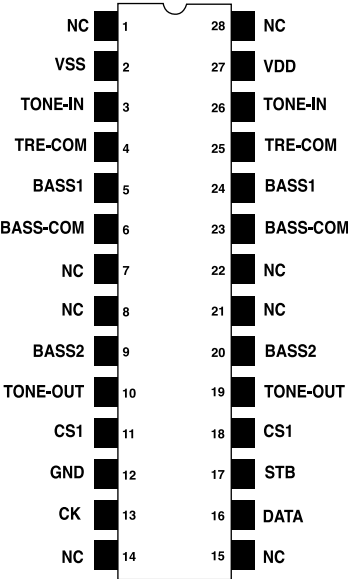 NC 1 28 NC
VSS 2 27 VDD
TONE-IN 3 26 TONE-IN
TRE-COM 4 25 TRE-COM
BASS1 5 24 BASS1
BASS-COM 6 23 BASS-COM
NC 7 22 NC
NC 8 21 NC
BASS2 9 20 BASS2
TONE-OUT 10 19 TONE-OUT
CS1 11 18 CS1
GND 12 17 STB
CK 13 16 DATA
NC 14 15 NC